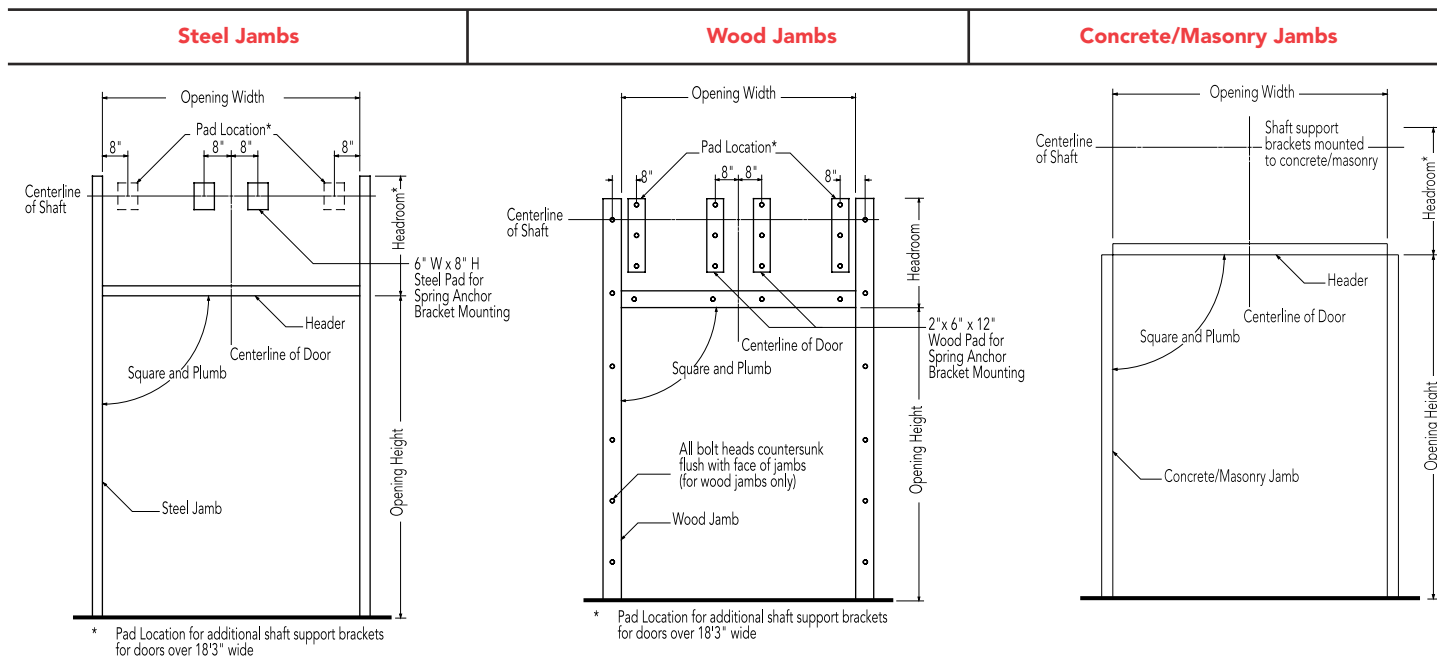 Steel Jambs
Wood Jambs
Concrete/Masonry Jambs
Opening Width
Pad Location*
8"
8"
8"
8"
Centerline
of Shaft
Headroom*
6" W x 8" H
Steel Pad for
Spring Anchor
Bracket Mounting
Header
Centerline of Door
Square and Plumb
Opening Height
Steel Jamb
* Pad Location for additional shaft support brackets
for doors over 18'3" wide
Opening Width
Pad Location*
8"
8"
8"
8"
Centerline
of Shaft
Headroom
2"x 6" x 12"
Wood Pad for
Spring Anchor
Bracket Mounting
Centerline of Door
Square and Plumb
Opening Height
All bolt heads countersunk
flush with face of jambs
(for wood jambs only)
Wood Jamb
* Pad Location for additional shaft support brackets
for doors over 18'3" wide
Opening Width
Centerline
of Shaft
Shaft support
brackets mounted
to concrete/masonry
Headroom*
Header
Centerline of Door
Square and Plumb
Opening Height
Concrete/Masonry Jamb